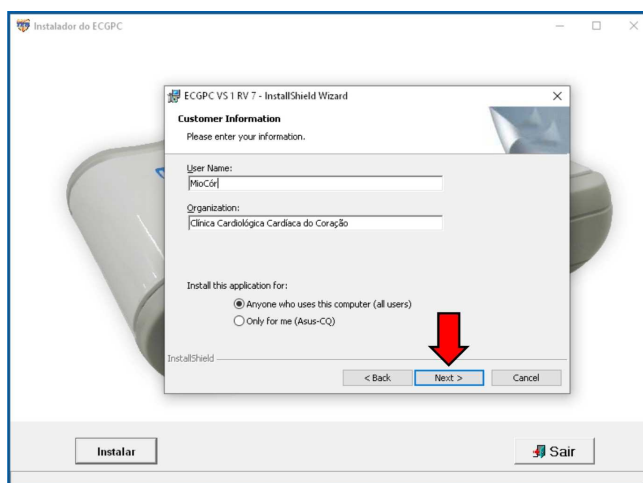 Instalador do ECGPC
ECGPC VS 1 RV 7 - InstallShield Wizard
Customer Information
Please enter your information.
User Name:
MioCór
Organization:
Clínica Cardiológica Cardíaca do Coração
Install this application for:
Anyone who uses this computer (all users)
Only for me (Asus-CQ)
InstallShield
< Back Next > Cancel
Instalar Sair